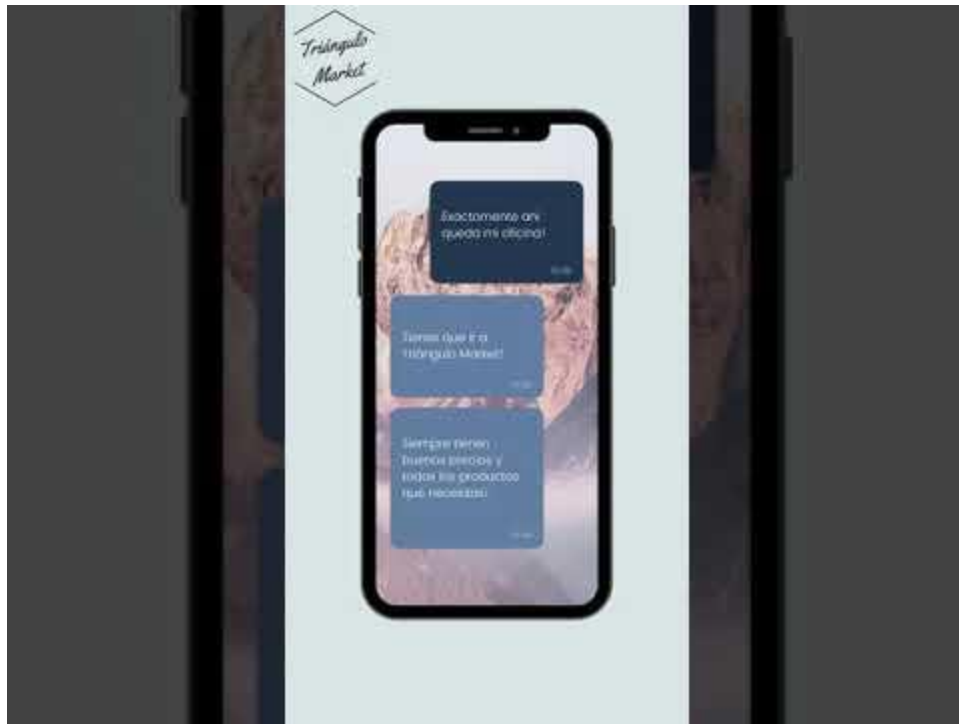 Triángulo
Market
Exactamente ahí
queda mi oficina!
Tienes que ir a
Triángulo Market!
Siempre tienen
buenos precios y
todos los productos
que necesitas!